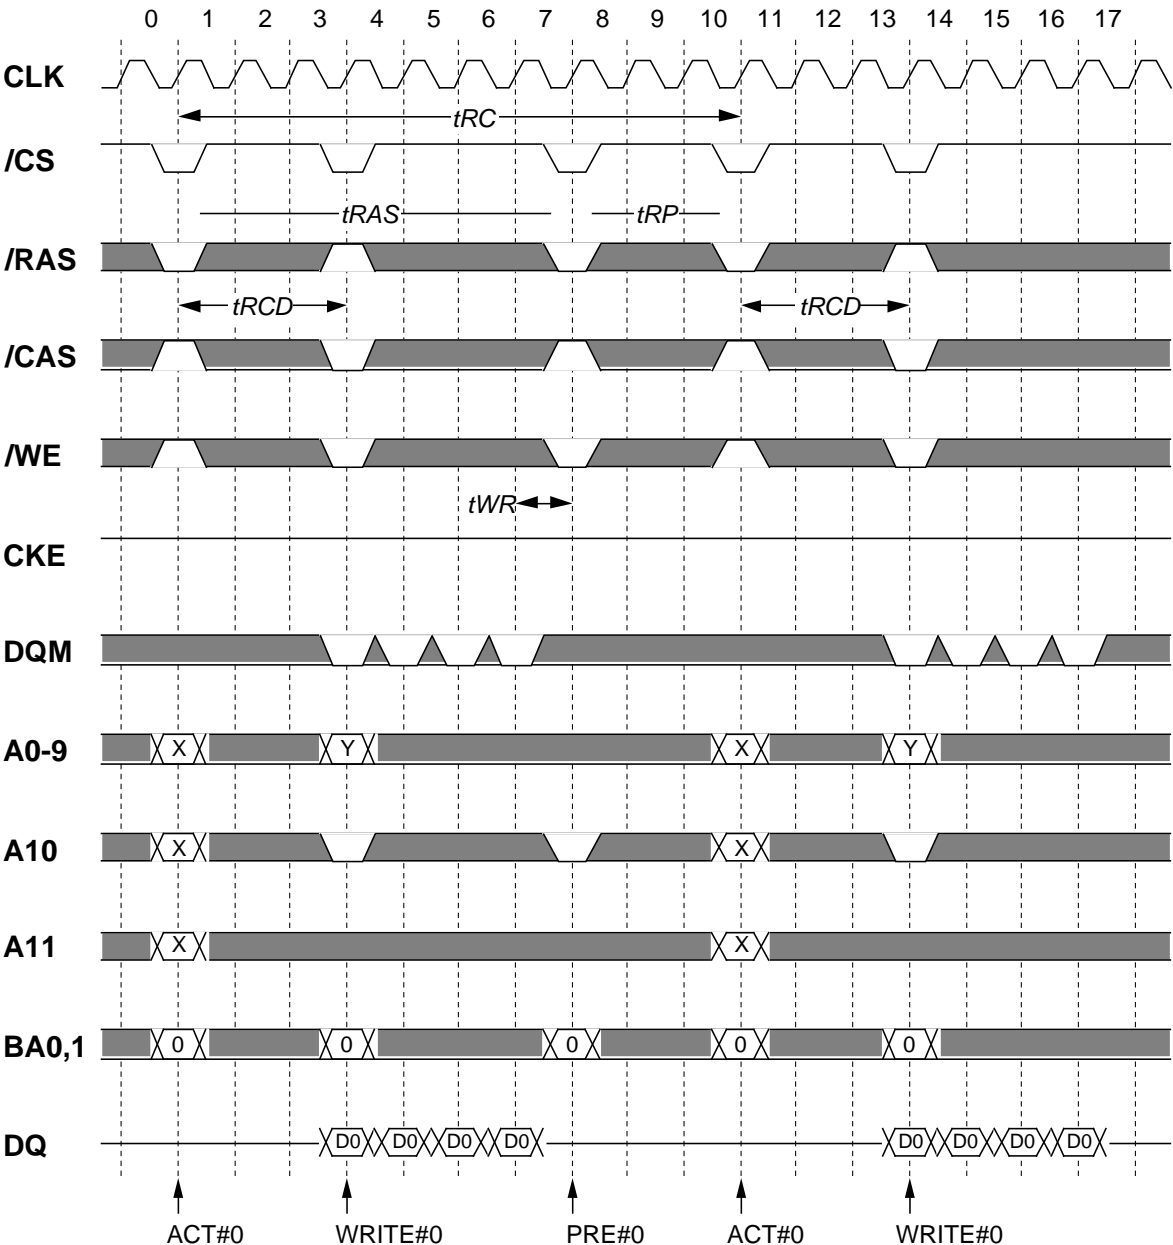 0 1 2 3 4 5 6 7 8 9 10 11 12 13 14 15 16 17
CLK
tRC
/CS
tRAS tRP
/RAS
tRCD tRCD
/CAS
/WE
tWR
CKE
DQM
A0-9 X Y X Y
A10 X X
A11 X X
BA0,1 0 0 0 0 0
DQ D0 D0 D0 D0 D0 D0 D0 D0
ACT#0 WRITE#0 PRE#0 ACT#0 WRITE#0